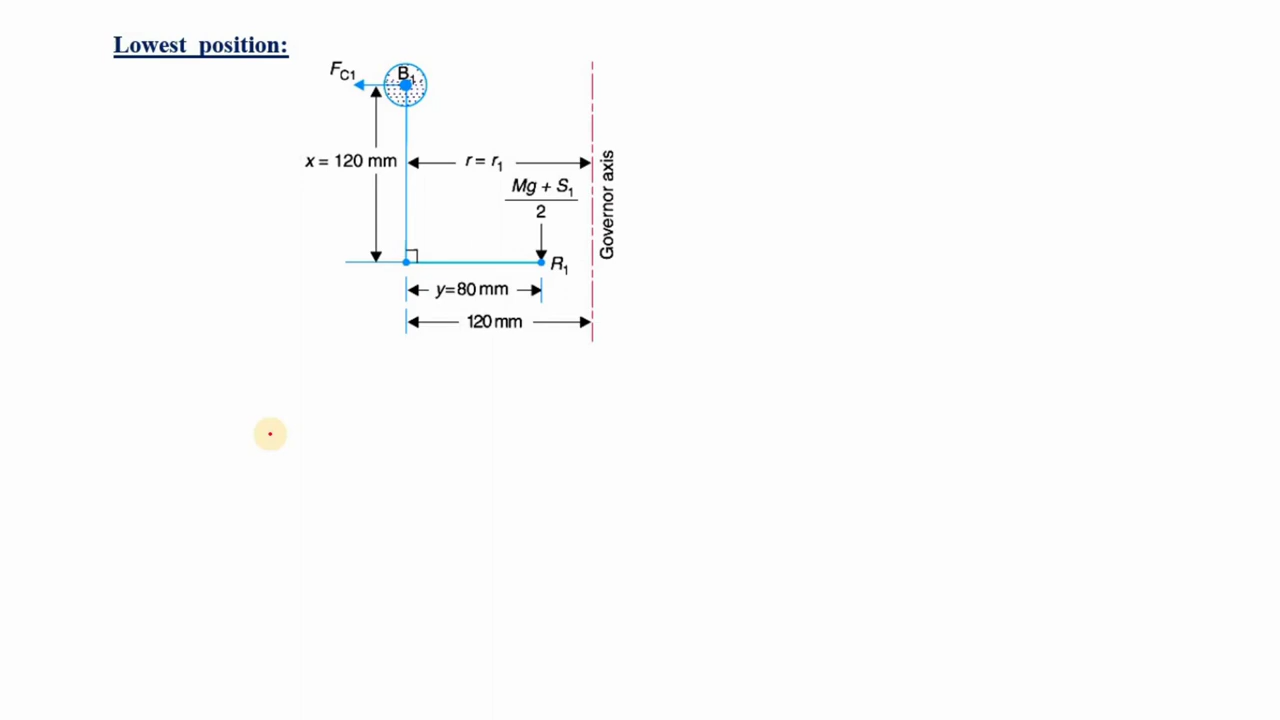 Lowest position:
FC1
B1
x = 120 mm
r = r1
Mg + S1
2
Governor axis
R1
y=80 mm
120 mm